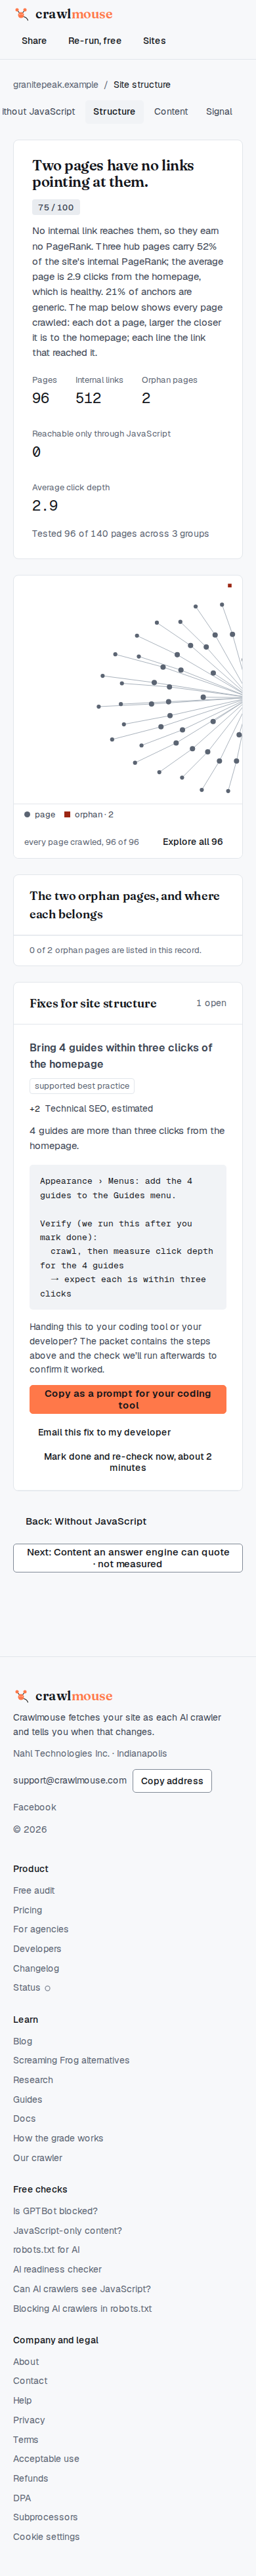 crawlmouse
Share Re-run, free Sites
granitepeak.example / Site structure
ithout JavaScript Structure Content Signal
Two pages have no links
pointing at them.
75 / 100
No internal link reaches them, so they earn
no PageRank. Three hub pages carry 52%
of the site's internal PageRank; the average
page is 2.9 clicks from the homepage,
which is healthy. 21% of anchors are
generic. The map below shows every page
crawled: each dot a page, larger the closer
it is to the homepage; each line the link
that reached it.
Pages Internal links Orphan pages
96 512 2
Reachable only through JavaScript
0
Average click depth
2.9
Tested 96 of 140 pages across 3 groups
page orphan · 2
every page crawled, 96 of 96 Explore all 96
The two orphan pages, and where
each belongs
0 of 2 orphan pages are listed in this record.
Fixes for site structure 1 open
Bring 4 guides within three clicks of
the homepage
supported best practice
+2 Technical SEO, estimated
4 guides are more than three clicks from the
homepage.
Appearance › Menus: add the 4
guides to the Guides menu.
Verify (we run this after you
mark done):
crawl, then measure click depth
for the 4 guides
→ expect each is within three
clicks
Handing this to your coding tool or your
developer? The packet contains the steps
above and the check we'll run afterwards to
confirm it worked.
Copy as a prompt for your coding
tool
Email this fix to my developer
Mark done and re-check now, about 2
minutes
Back: Without JavaScript
Next: Content an answer engine can quote
· not measured
crawlmouse
Crawlmouse fetches your site as each AI crawler
and tells you when that changes.
Nahl Technologies Inc. · Indianapolis
support@crawlmouse.com Copy address
Facebook
© 2026
Product
Free audit
Pricing
For agencies
Developers
Changelog
Status
Learn
Blog
Screaming Frog alternatives
Research
Guides
Docs
How the grade works
Our crawler
Free checks
Is GPTBot blocked?
JavaScript-only content?
robots.txt for AI
AI readiness checker
Can AI crawlers see JavaScript?
Blocking AI crawlers in robots.txt
Company and legal
About
Contact
Help
Privacy
Terms
Acceptable use
Refunds
DPA
Subprocessors
Cookie settings